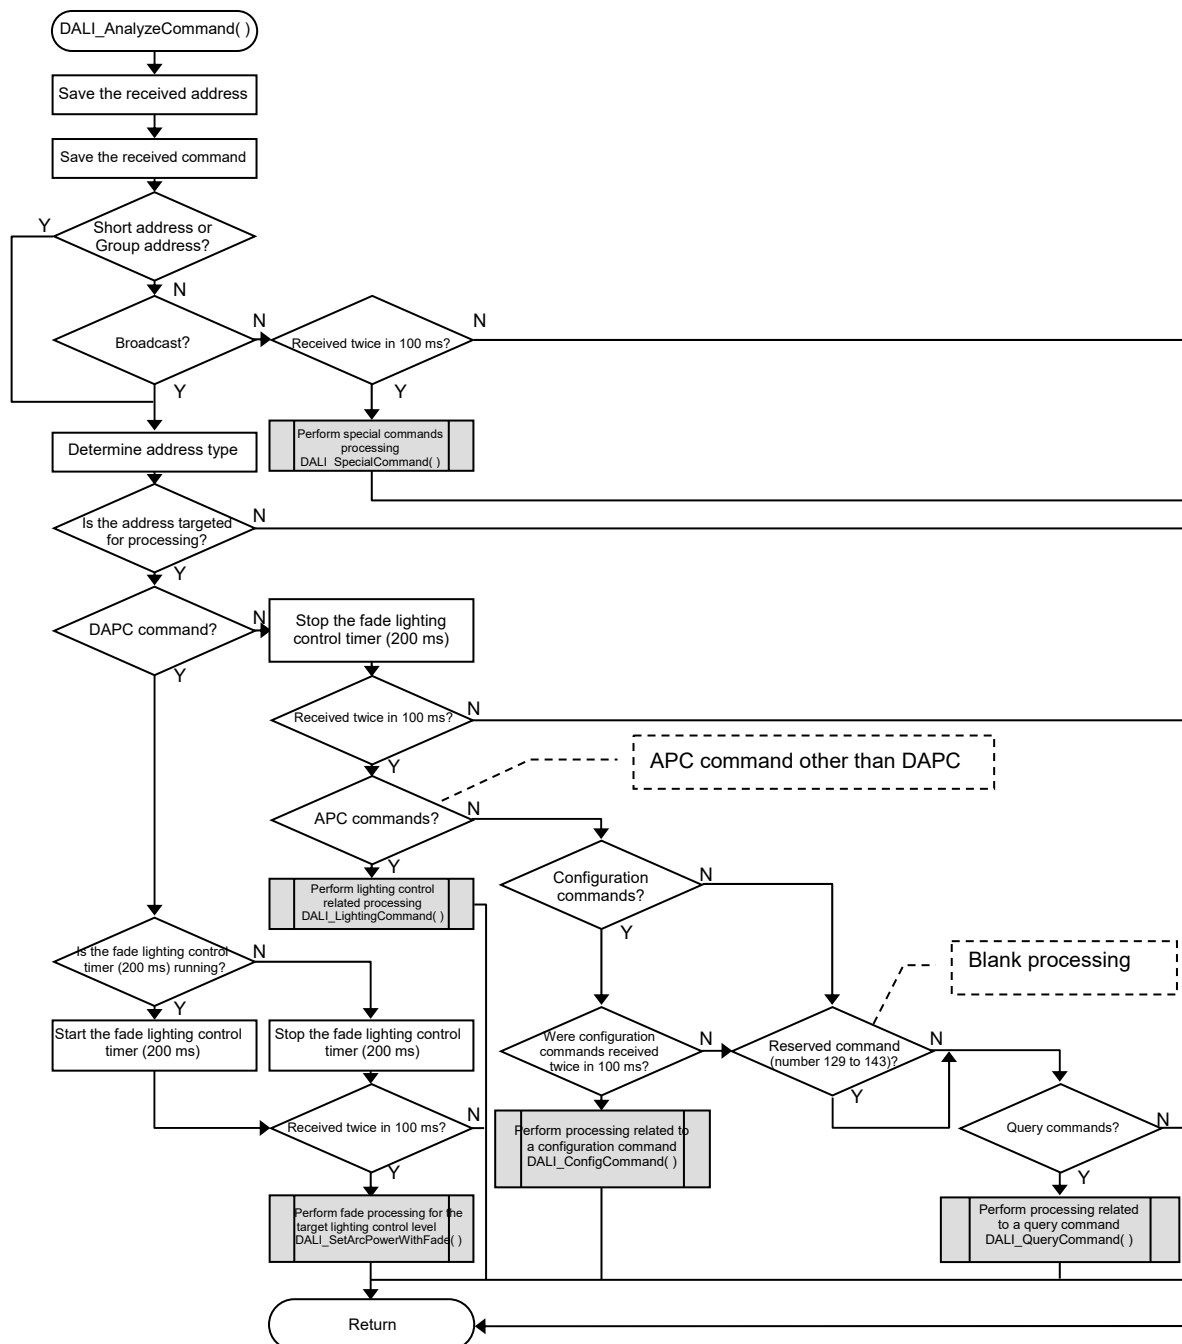 DALI_AnalyzeCommand( )
Save the received address
Save the received command
Short address or
Group address?
Y
N
Broadcast?
N
Y
Received twice in 100 ms?
N
Y
Perform special commands
processing
DALI_SpecialCommand( )
Determine address type
Is the address targeted
for processing?
N
Y
DAPC command?
N
Y
Stop the fade lighting
control timer (200 ms)
Received twice in 100 ms?
N
Y
APC command other than DAPC
APC commands?
N
Y
Perform lighting control
related processing
DALI_LightingCommand( )
Configuration
commands?
N
Y
Is the fade lighting control
timer (200 ms) running?
N
Y
Blank processing
Start the fade lighting control
timer (200 ms)
Stop the fade lighting control
timer (200 ms)
Were configuration
commands received
twice in 100 ms?
N
Y
Reserved command
(number 129 to 143)?
N
Y
Received twice in 100 ms?
N
Y
Query commands?
N
Y
Perform processing related to
a configuration command
DALI_ConfigCommand( )
Perform fade processing for the
target lighting control level
DALI_SetArcPowerWithFade( )
Perform processing related
to a query command
DALI_QueryCommand( )
Return